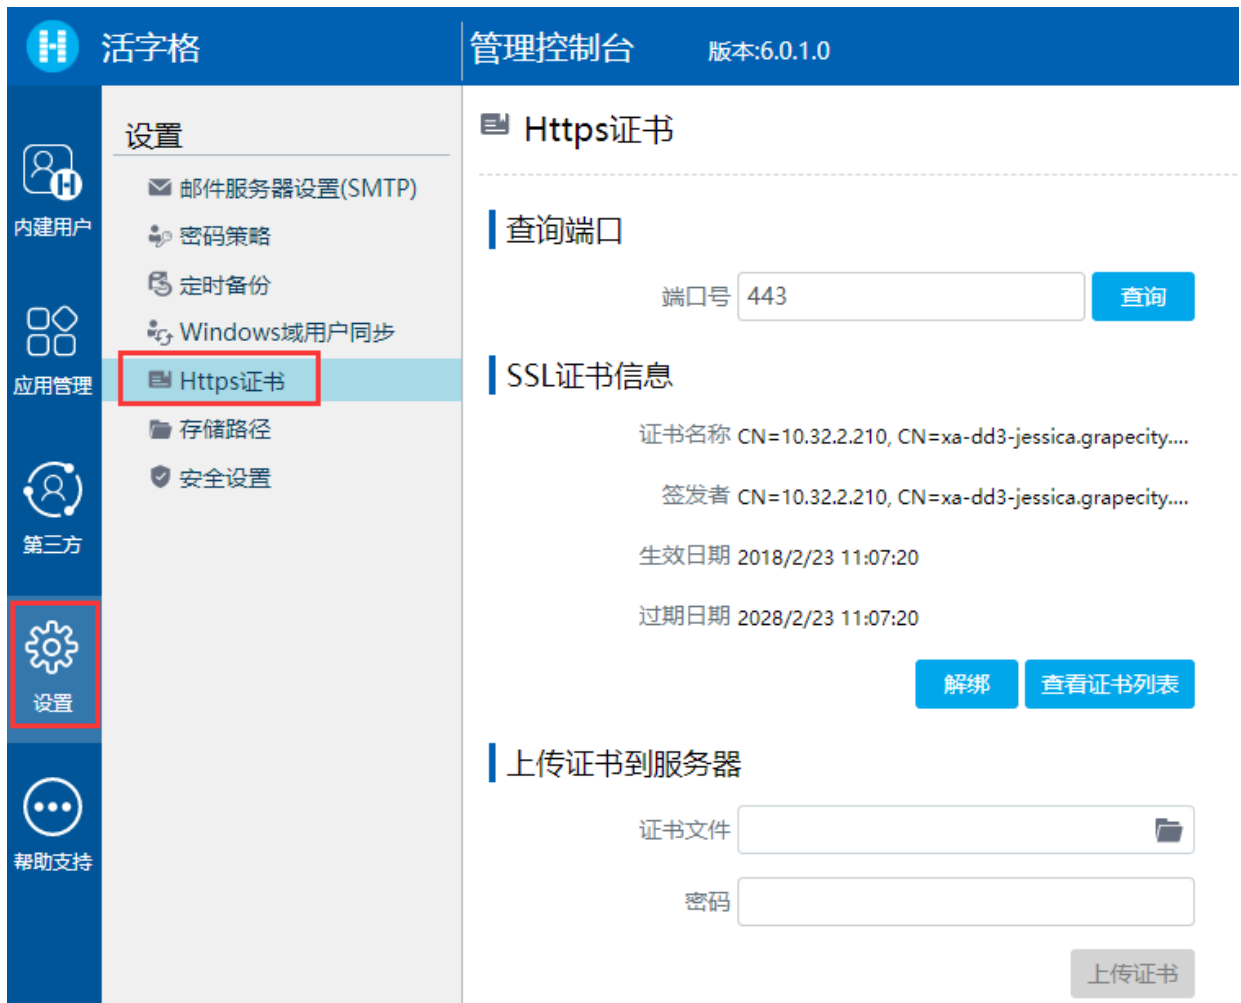 活字格
管理控制台 版本:6.0.1.0
内建用户
应用管理
第三方
设置
帮助支持
设置
邮件服务器设置(SMTP)
密码策略
定时备份
Windows域用户同步
Https证书
存储路径
安全设置
Https证书
查询端口
端口号 443 查询
SSL证书信息
证书名称 CN=10.32.2.210, CN=xa-dd3-jessica.grapecity....
签发者 CN=10.32.2.210, CN=xa-dd3-jessica.grapecity....
生效日期 2018/2/23 11:07:20
过期日期 2028/2/23 11:07:20
解绑 查看证书列表
上传证书到服务器
证书文件
密码
上传证书